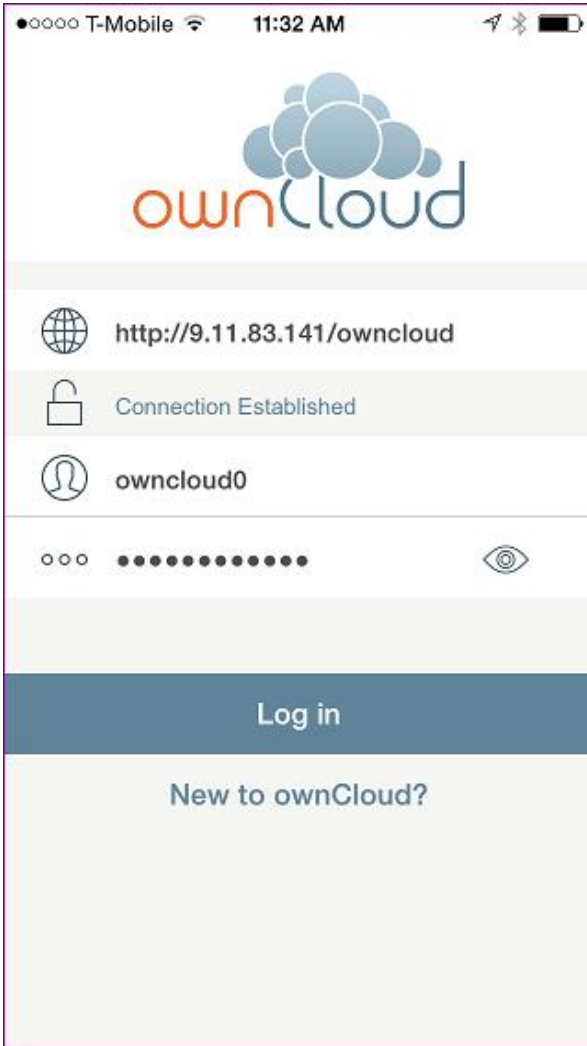 T-Mobile 11:32 AM
ownCloud
http://9.11.83.141/owncloud
Connection Established
owncloud0
••••••••••••
Log in
New to ownCloud?